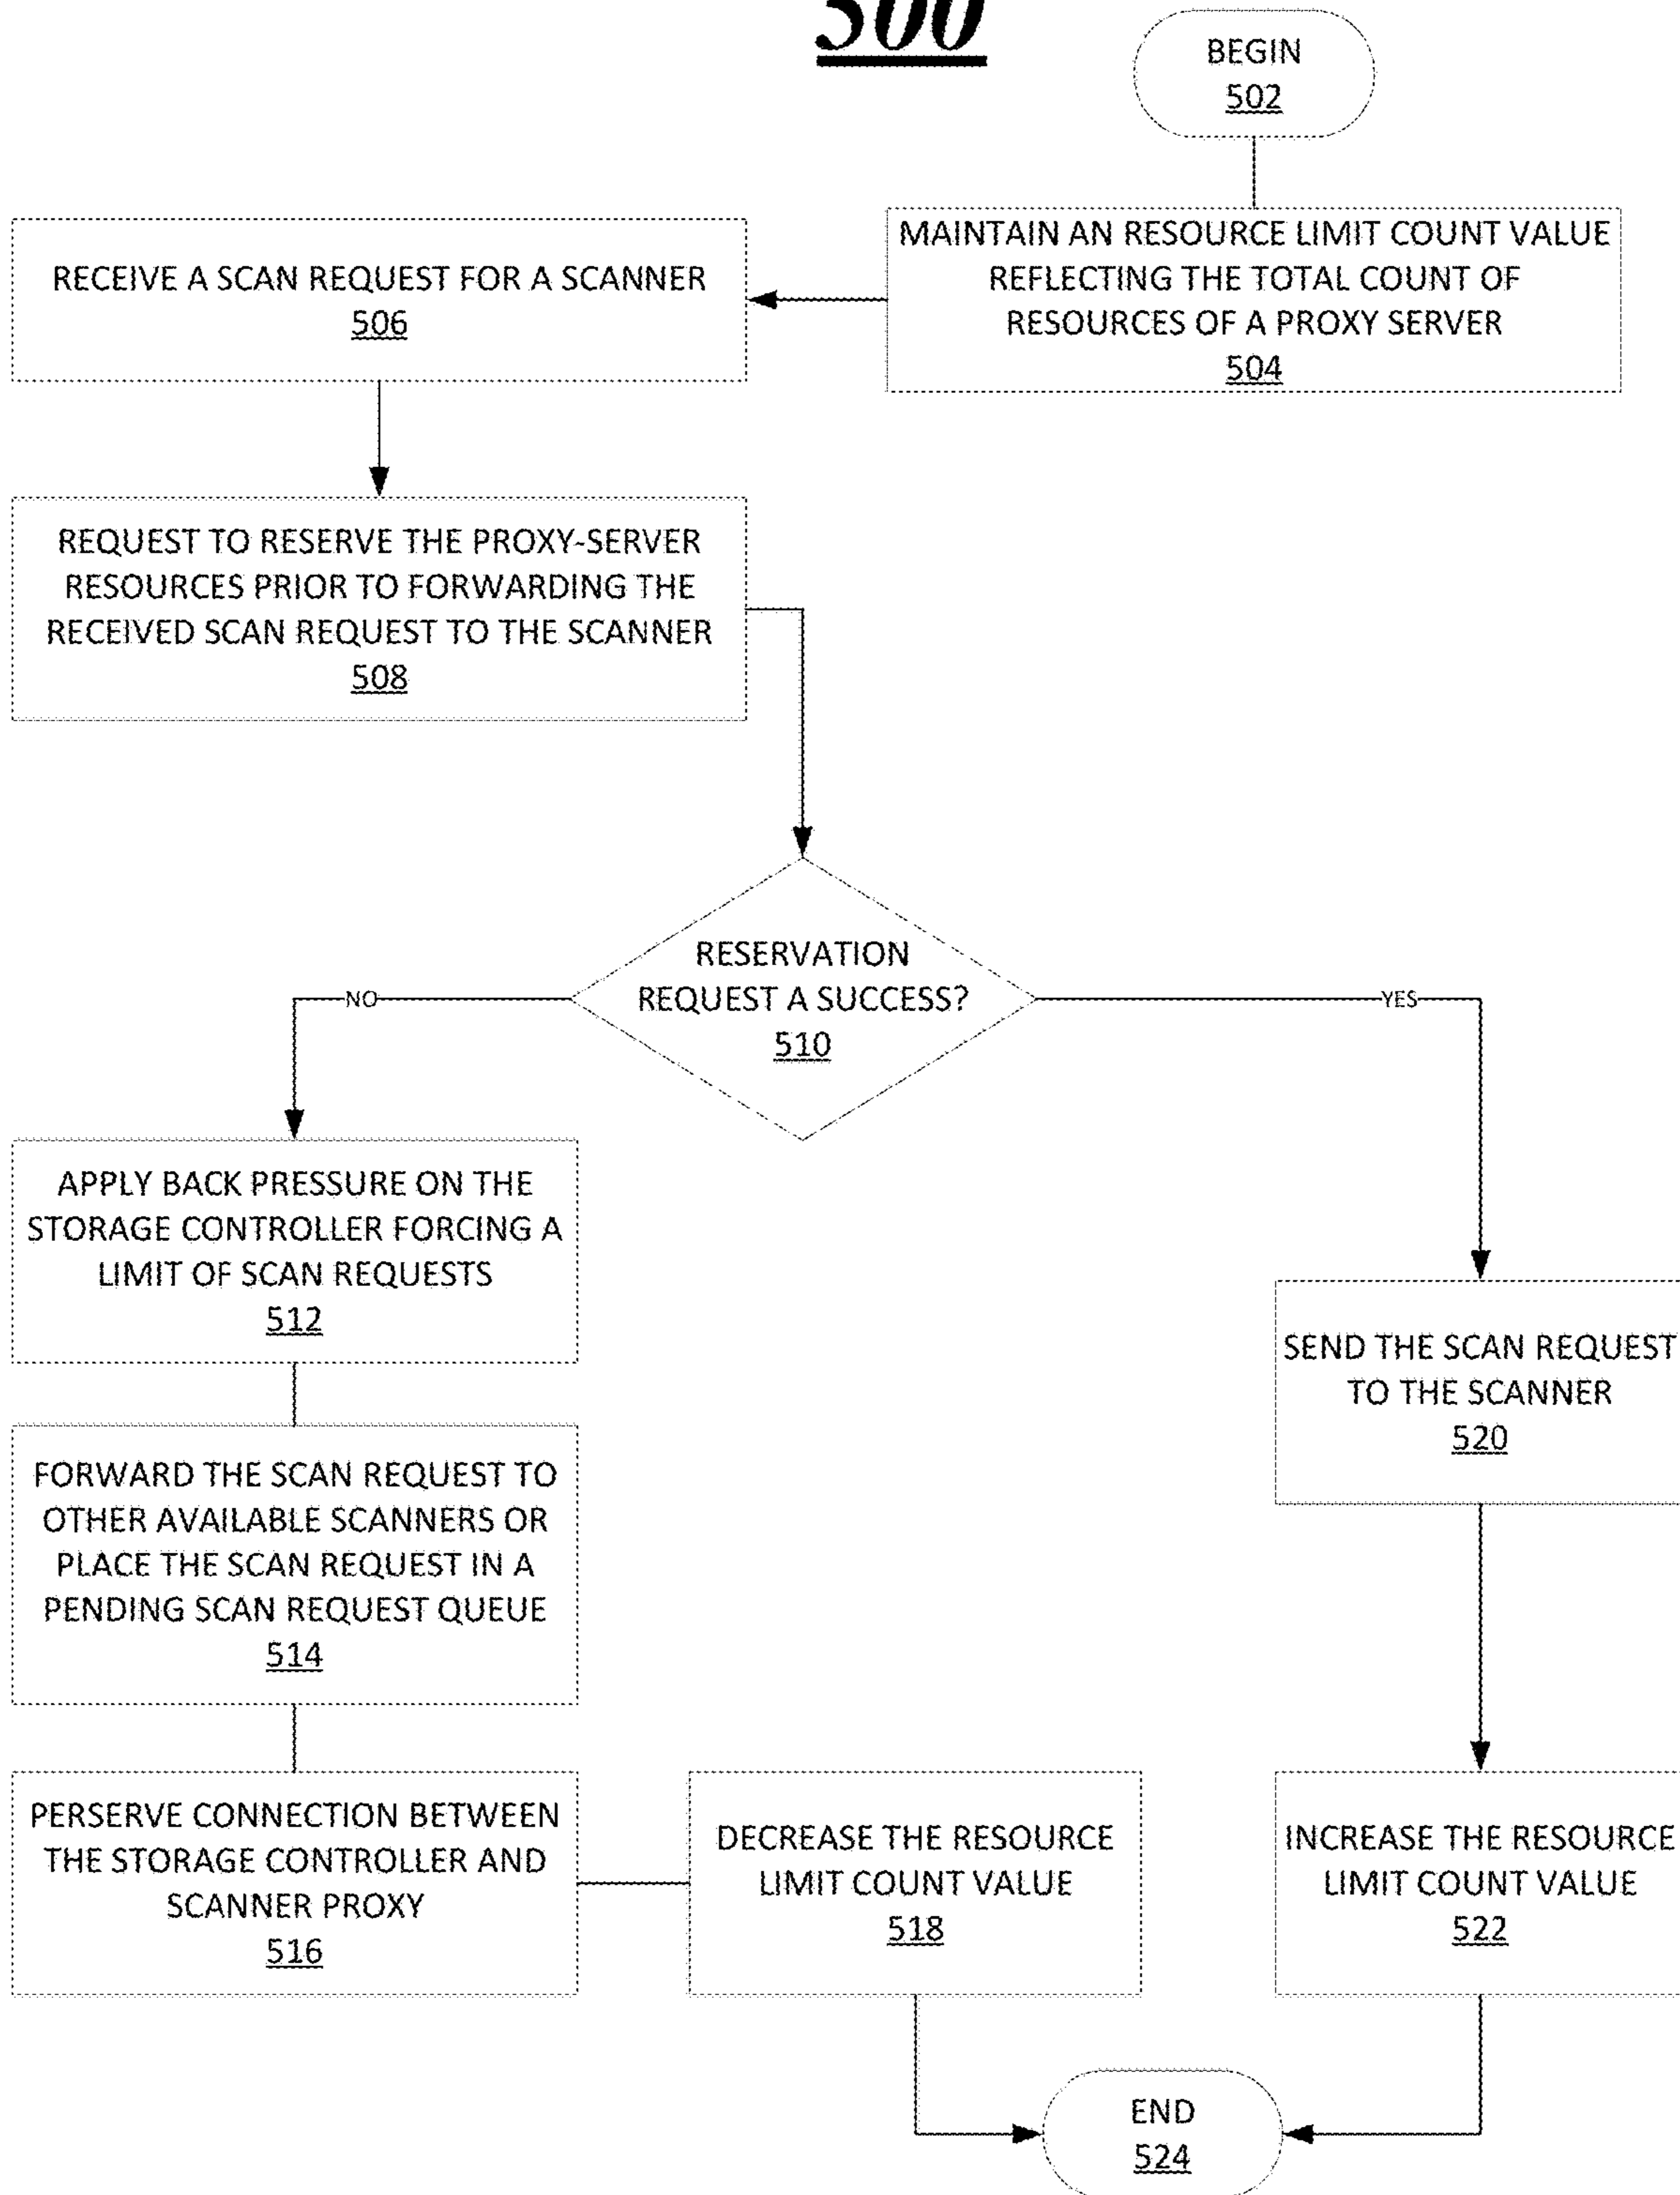 500
BEGIN
502
MAINTAIN AN RESOURCE LIMIT COUNT VALUE
REFLECTING THE TOTAL COUNT OF
RESOURCES OF A PROXY SERVER
504
RECEIVE A SCAN REQUEST FOR A SCANNER
506
REQUEST TO RESERVE THE PROXY-SERVER
RESOURCES PRIOR TO FORWARDING THE
RECEIVED SCAN REQUEST TO THE SCANNER
508
RESERVATION
REQUEST A SUCCESS?
510
NO
YES
APPLY BACK PRESSURE ON THE
STORAGE CONTROLLER FORCING A
LIMIT OF SCAN REQUESTS
512
FORWARD THE SCAN REQUEST TO
OTHER AVAILABLE SCANNERS OR
PLACE THE SCAN REQUEST IN A
PENDING SCAN REQUEST QUEUE
514
PERSERVE CONNECTION BETWEEN
THE STORAGE CONTROLLER AND
SCANNER PROXY
516
DECREASE THE RESOURCE
LIMIT COUNT VALUE
518
SEND THE SCAN REQUEST
TO THE SCANNER
520
INCREASE THE RESOURCE
LIMIT COUNT VALUE
522
END
524